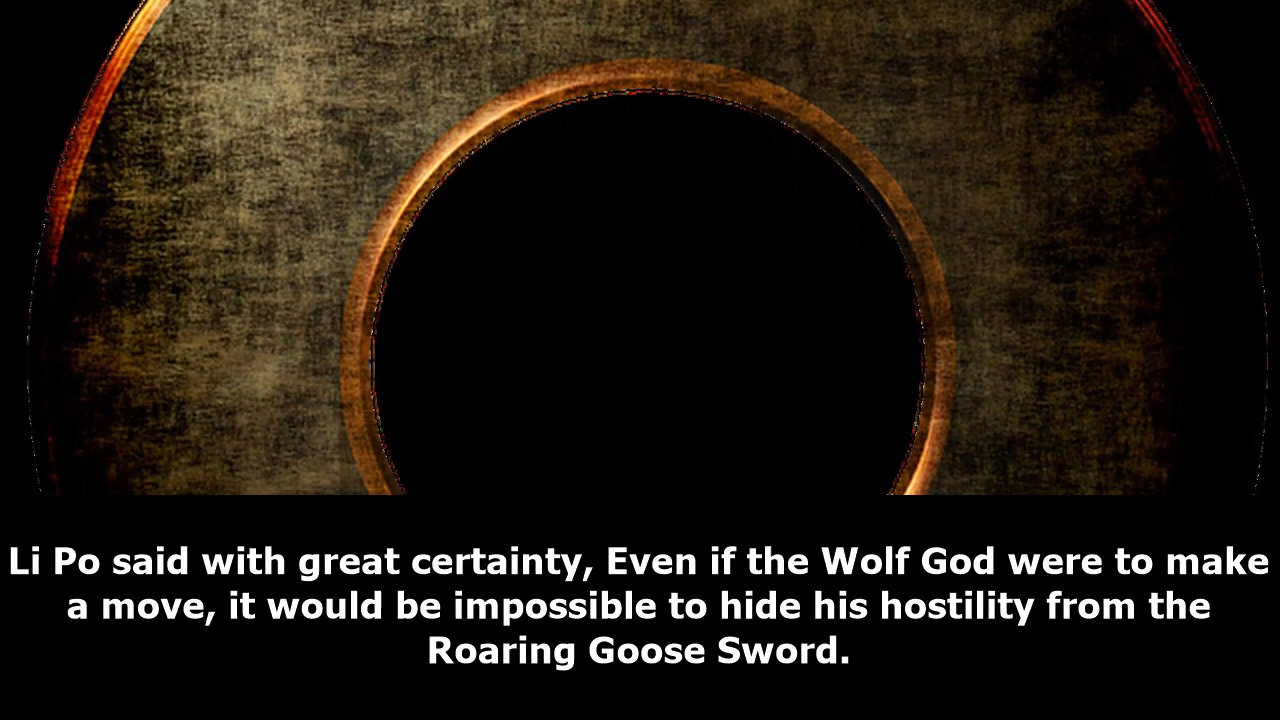 Li Po said with great certainty, Even if the Wolf God were to make
a move, it would be impossible to hide his hostility from the
Roaring Goose Sword.